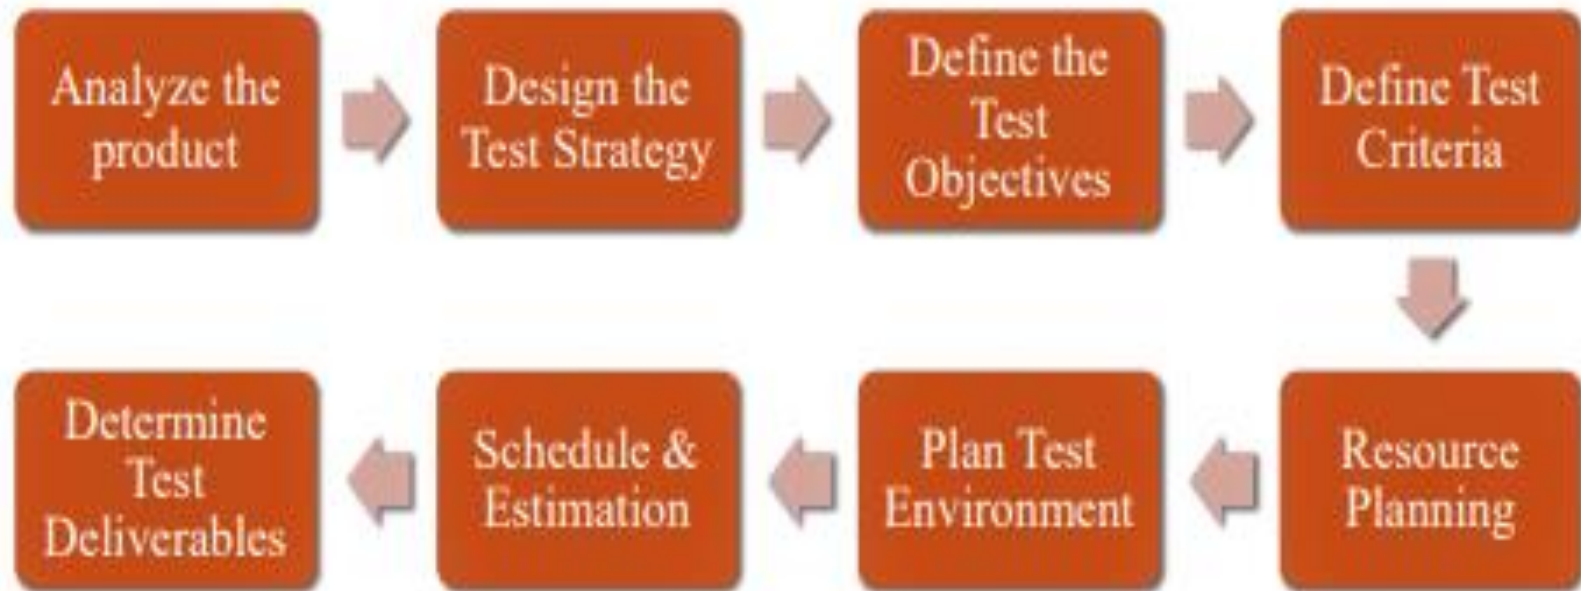 Analyze the
product
Design the
Test Strategy
Define the
Test
Objectives
Define Test
Criteria
Resource
Planning
Plan Test
Environment
Schedule &
Estimation
Determine
Test
Deliverables